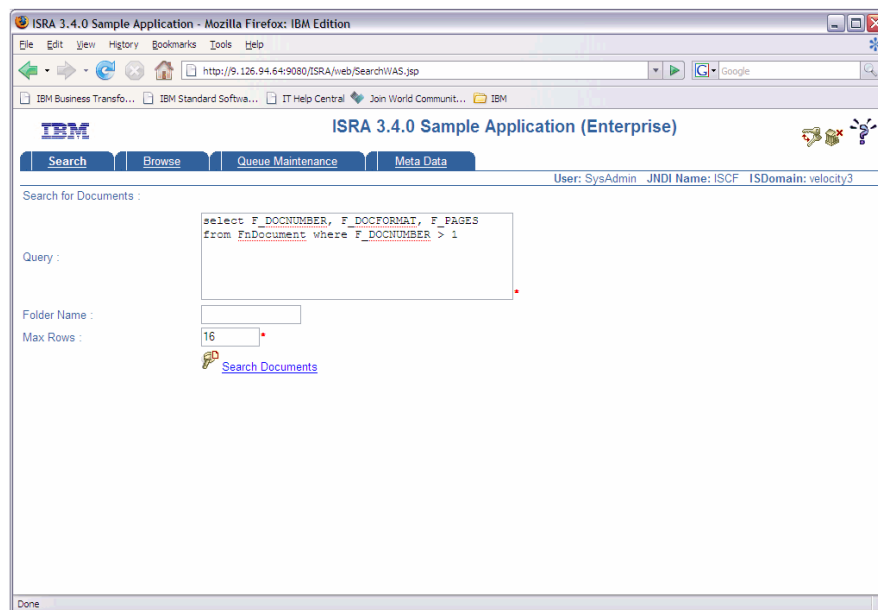 ISRA 3.4.0 Sample Application - Mozilla Firefox: IBM Edition
File Edit View History Bookmarks Tools Help
http://9.126.94.64:9080/ISRA/web/SearchWAS.jsp
G Google
IBM Business Transfo... IBM Standard Softwa... IT Help Central Join World Communit... IBM
IBM
ISRA 3.4.0 Sample Application (Enterprise)
Search Browse Queue Maintenance Meta Data
User: SysAdmin JNDI Name: ISCF ISDomain: velocity3
Search for Documents :
Query :
select F_DOCNUMBER, F_DOCFORMAT, F_PAGES
from FnDocument where F_DOCNUMBER > 1
*
Folder Name :
Max Rows : 16 *
Search Documents
Done